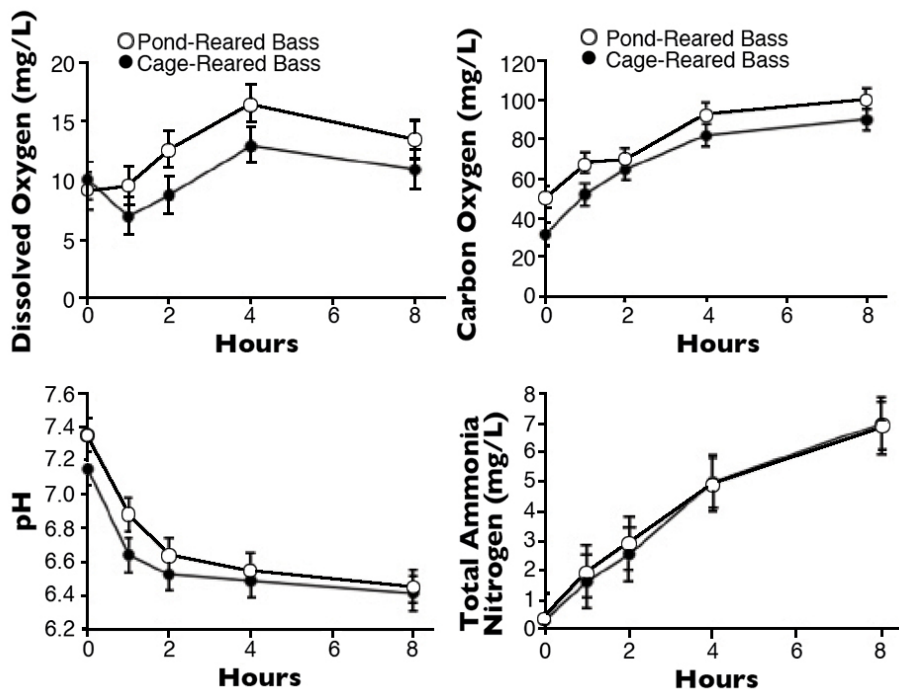 Pond-Reared Bass
Cage-Reared Bass
Dissolved Oxygen (mg/L)
20
15
10
5
0
0 2 4 6 8
Hours
Pond-Reared Bass
Cage-Reared Bass
Carbon Oxygen (mg/L)
120
100
80
60
40
20
0
0 2 4 6 8
Hours
pH
7.6
7.4
7.2
7.0
6.8
6.6
6.4
6.2
0 2 4 6 8
Hours
Total Ammonia
Nitrogen (mg/L)
8
7
6
5
4
3
2
1
0
0 2 4 6 8
Hours